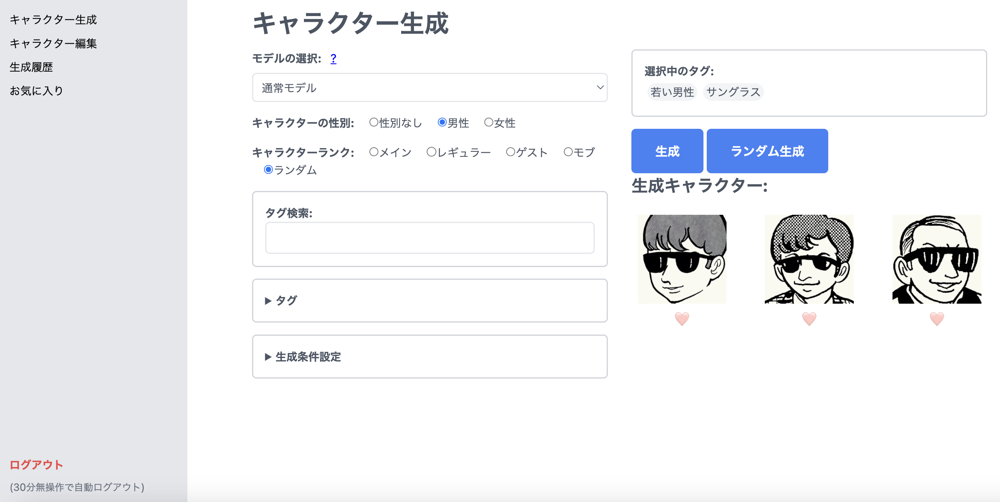 キャラクター生成
キャラクター編集
生成履歴
お気に入り
ログアウト
(30分無操作で自動ログアウト)
キャラクター生成
モデルの選択: ?
通常モデル
キャラクターの性別: 性別なし 男性 女性
キャラクターランク: メイン レギュラー ゲスト モブ
ランダム
タグ検索:
▶ タグ
▶ 生成条件設定
選択中のタグ:
若い男性 サングラス
生成 ランダム生成
生成キャラクター: